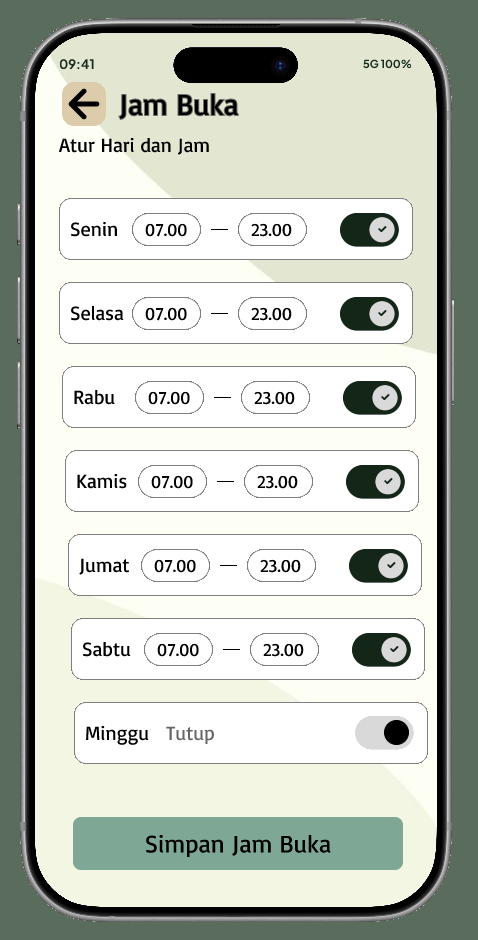 09:41 5G 100%
Jam Buka
Atur Hari dan Jam
Senin 07.00 — 23.00
Selasa 07.00 — 23.00
Rabu 07.00 — 23.00
Kamis 07.00 — 23.00
Jumat 07.00 — 23.00
Sabtu 07.00 — 23.00
Minggu Tutup
Simpan Jam Buka